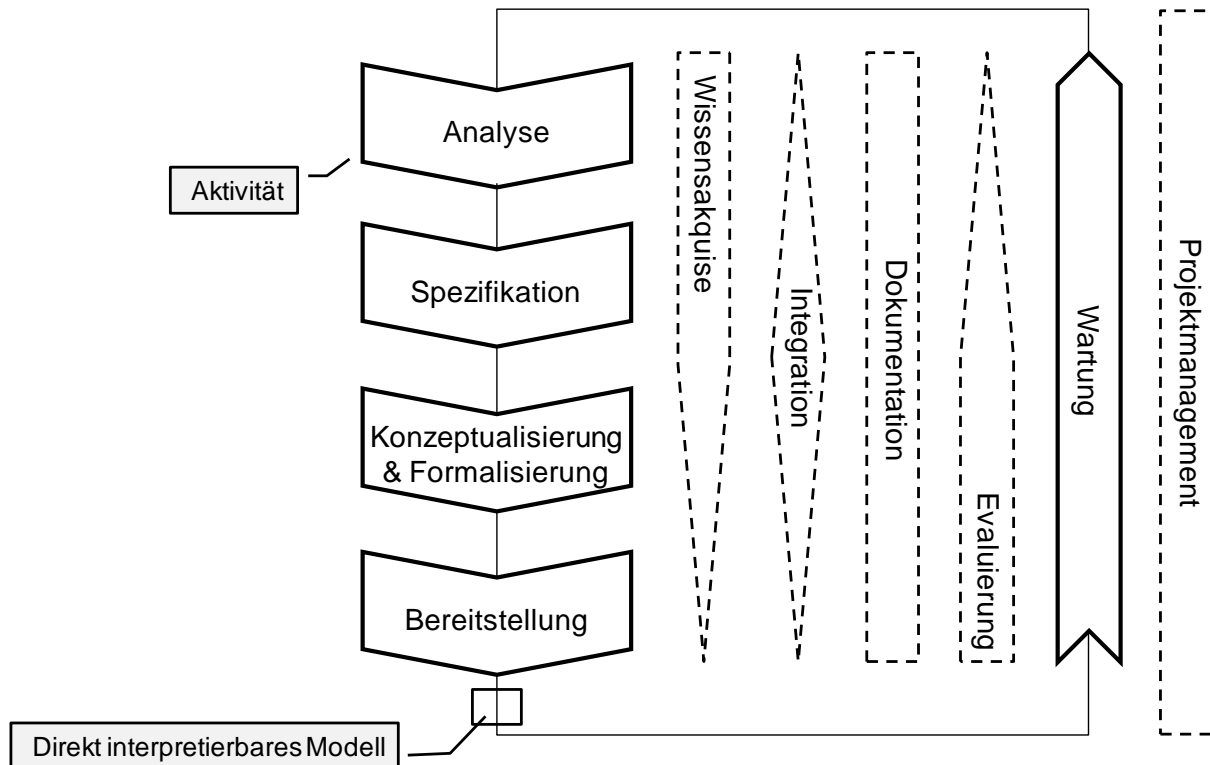 Analyse
Aktivität
Spezifikation
Konzeptualisierung
& Formalisierung
Bereitstellung
Direkt interpretierbares Modell
Wissensakquise
Integration
Dokumentation
Evaluierung
Wartung
Projektmanagement